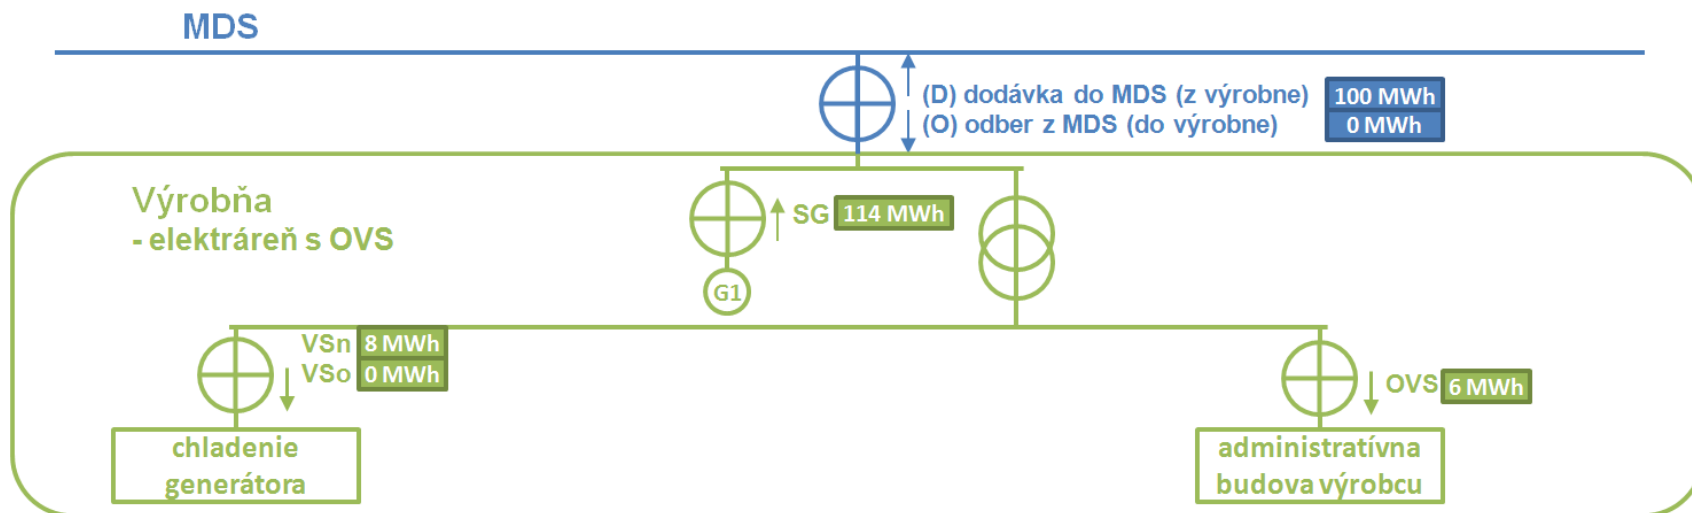 MDS
(D) dodávka do MDS (z výrobne) 100 MWh
(O) odber z MDS (do výrobne) 0 MWh
Výrobňa
- elektráreň s OVS
SG 114 MWh
G1
VSn 8 MWh
VSo 0 MWh
OVS 6 MWh
chladenie
generátora
administratívna
budova výrobcu